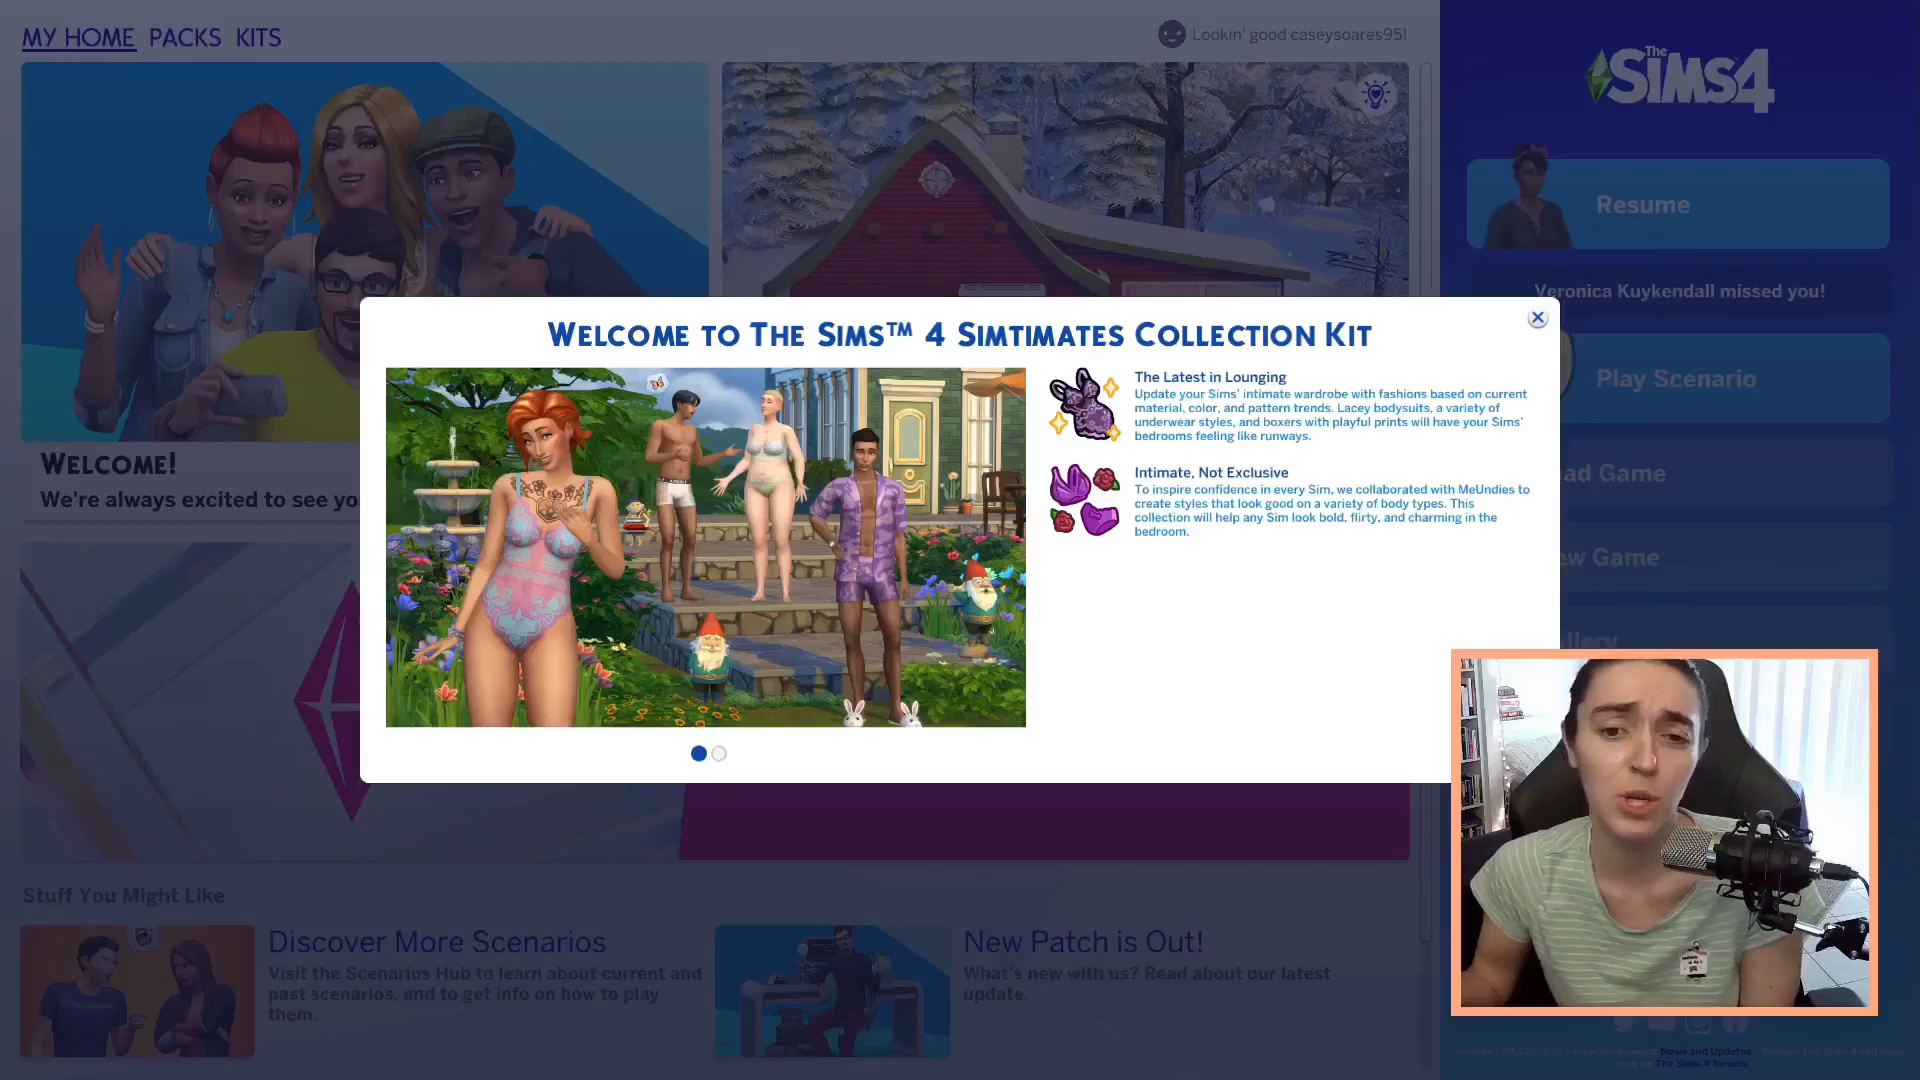 MY HOME PACKS KITS
Lookin' good caseysoares95!
The SIMS 4
Resume
Veronica Kuykendall missed you!
Play Scenario
ad Game
ew Game
llery
WELCOME!
We're always excited to see yo
WELCOME TO THE SIMS™ 4 SIMTIMATES COLLECTION KIT
The Latest in Lounging
Update your Sims' intimate wardrobe with fashions based on current
material, color, and pattern trends. Lacey bodysuits, a variety of
underwear styles, and boxers with playful prints will have your Sims'
bedrooms feeling like runways.
Intimate, Not Exclusive
To inspire confidence in every Sim, we collaborated with MeUndies to
create styles that look good on a variety of body types. This
collection will help any Sim look bold, flirty, and charming in the
bedroom.
Stuff You Might Like
Discover More Scenarios
Visit the Scenarios Hub to learn about current and
past scenarios, and to get info on how to play
them.
New Patch is Out!
What's new with us? Read about our latest
update.
News and Updates
The Sims 4 forums